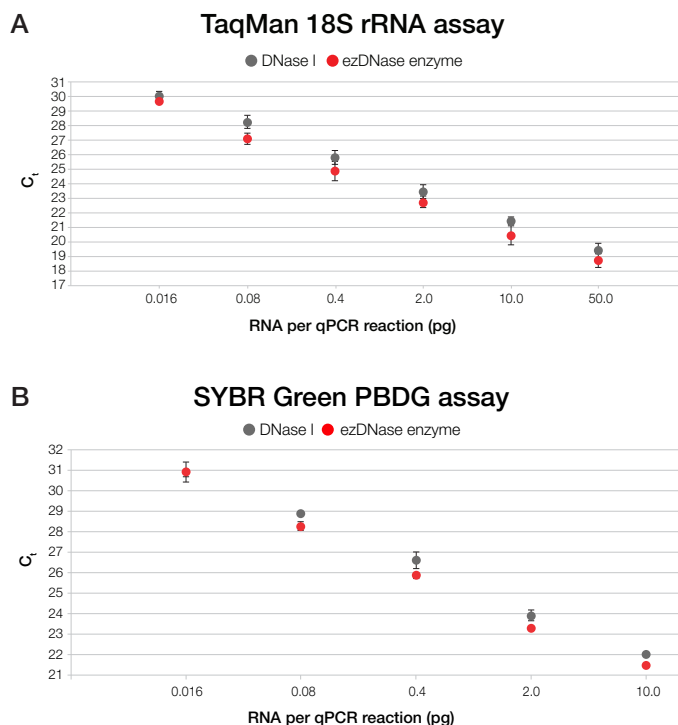 A TaqMan 18S rRNA assay
DNase I ezDNase enzyme
31
30
29
28
27
26
25
24
23
22
21
20
19
18
17
Ct
0.016 0.08 0.4 2.0 10.0 50.0
RNA per qPCR reaction (pg)
B SYBR Green PBDG assay
DNase I ezDNase enzyme
32
31
30
29
28
27
26
25
24
23
22
21
Ct
0.016 0.08 0.4 2.0 10.0
RNA per qPCR reaction (pg)